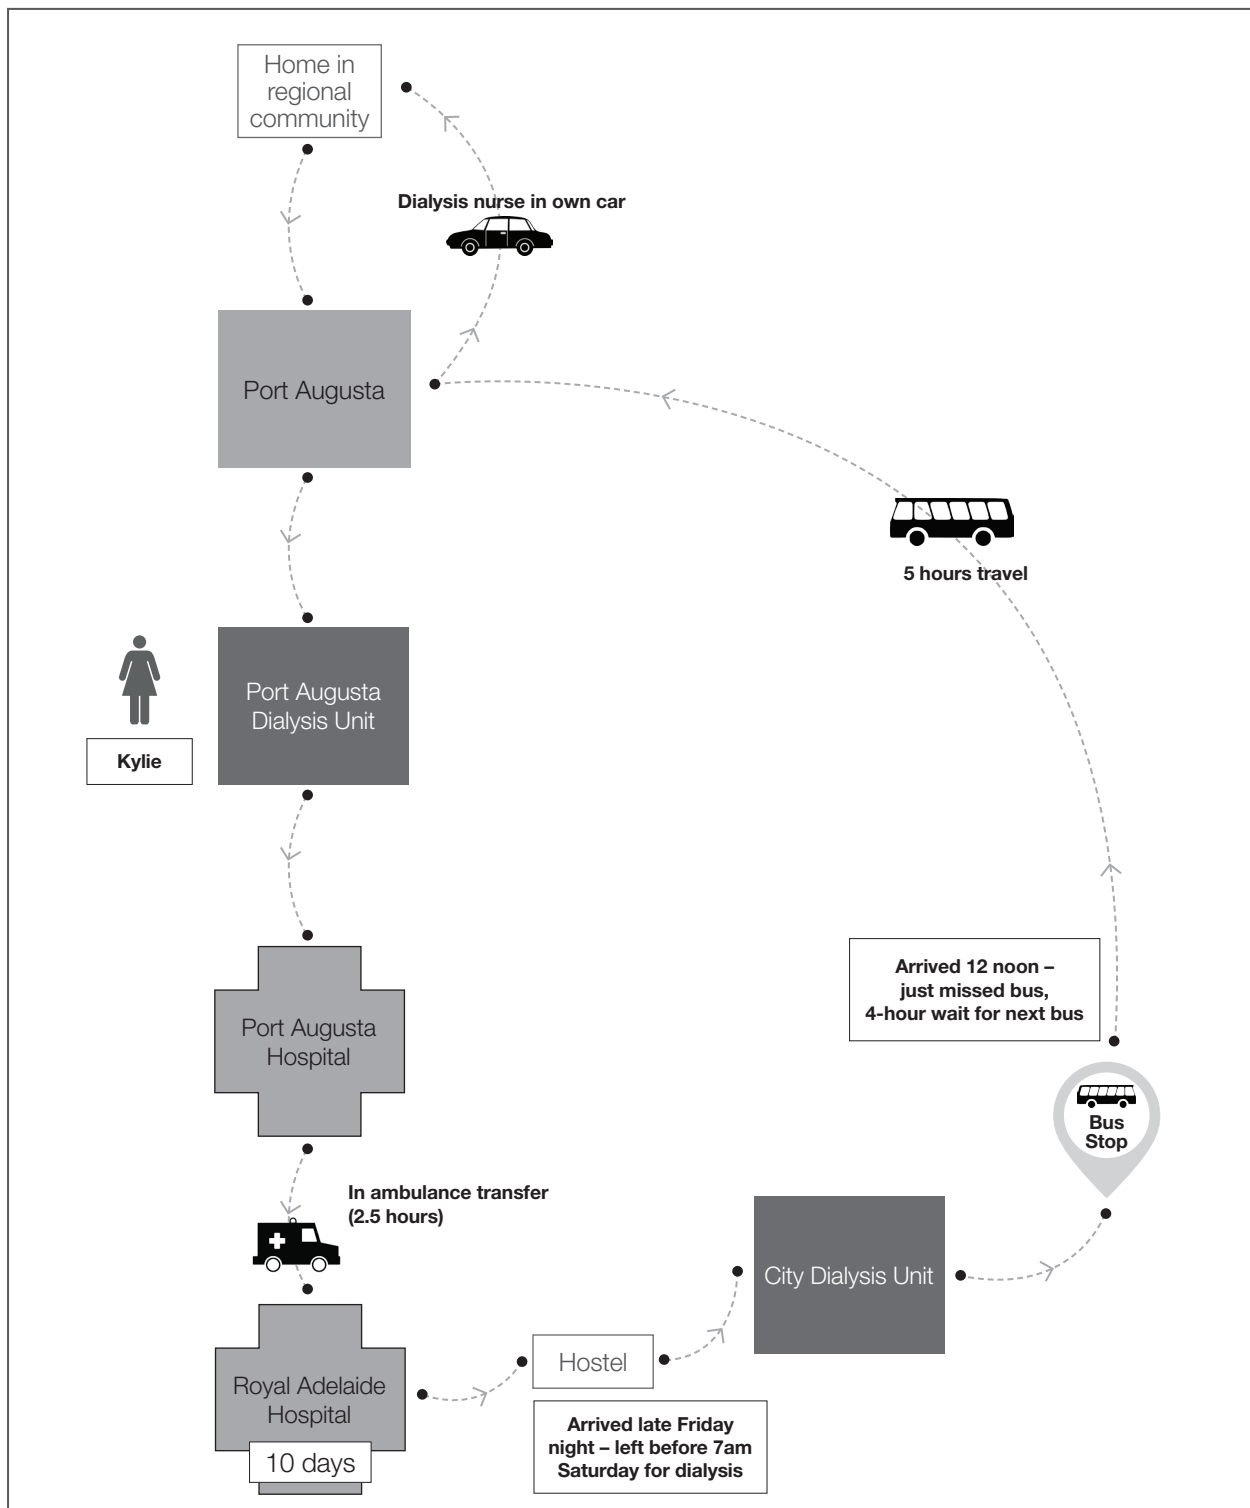 Home in
regional
community
Dialysis nurse in own car
Port Augusta
5 hours travel
Port Augusta
Dialysis Unit
Kylie
Arrived 12 noon –
just missed bus,
4-hour wait for next bus
Port Augusta
Hospital
Bus
Stop
In ambulance transfer
(2.5 hours)
City Dialysis Unit
Hostel
Royal Adelaide
Hospital
10 days
Arrived late Friday
night – left before 7am
Saturday for dialysis